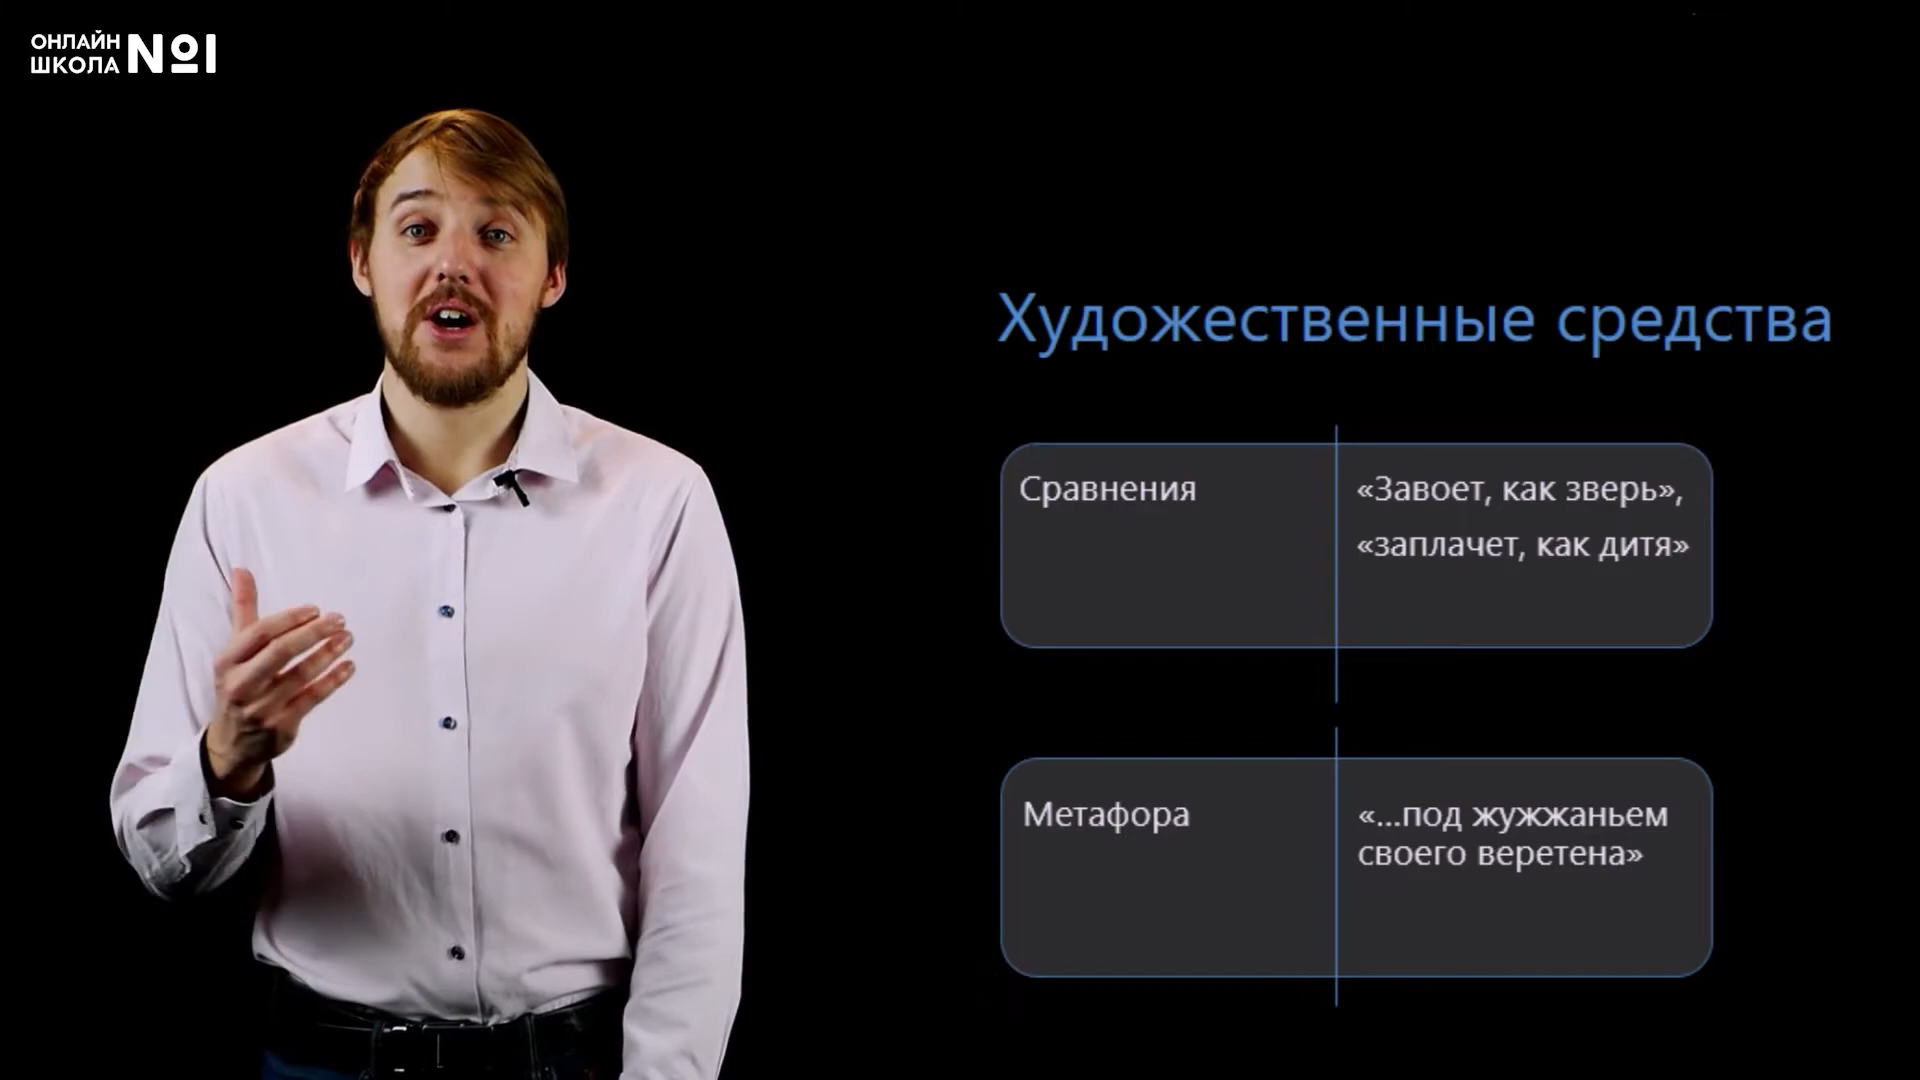 ОНЛАЙН
ШКОЛА №1
Художественные средства
Сравнения
«Завоет, как зверь»,
«заплачет, как дитя»
Метафора
«...под жужжаньем
своего веретена»